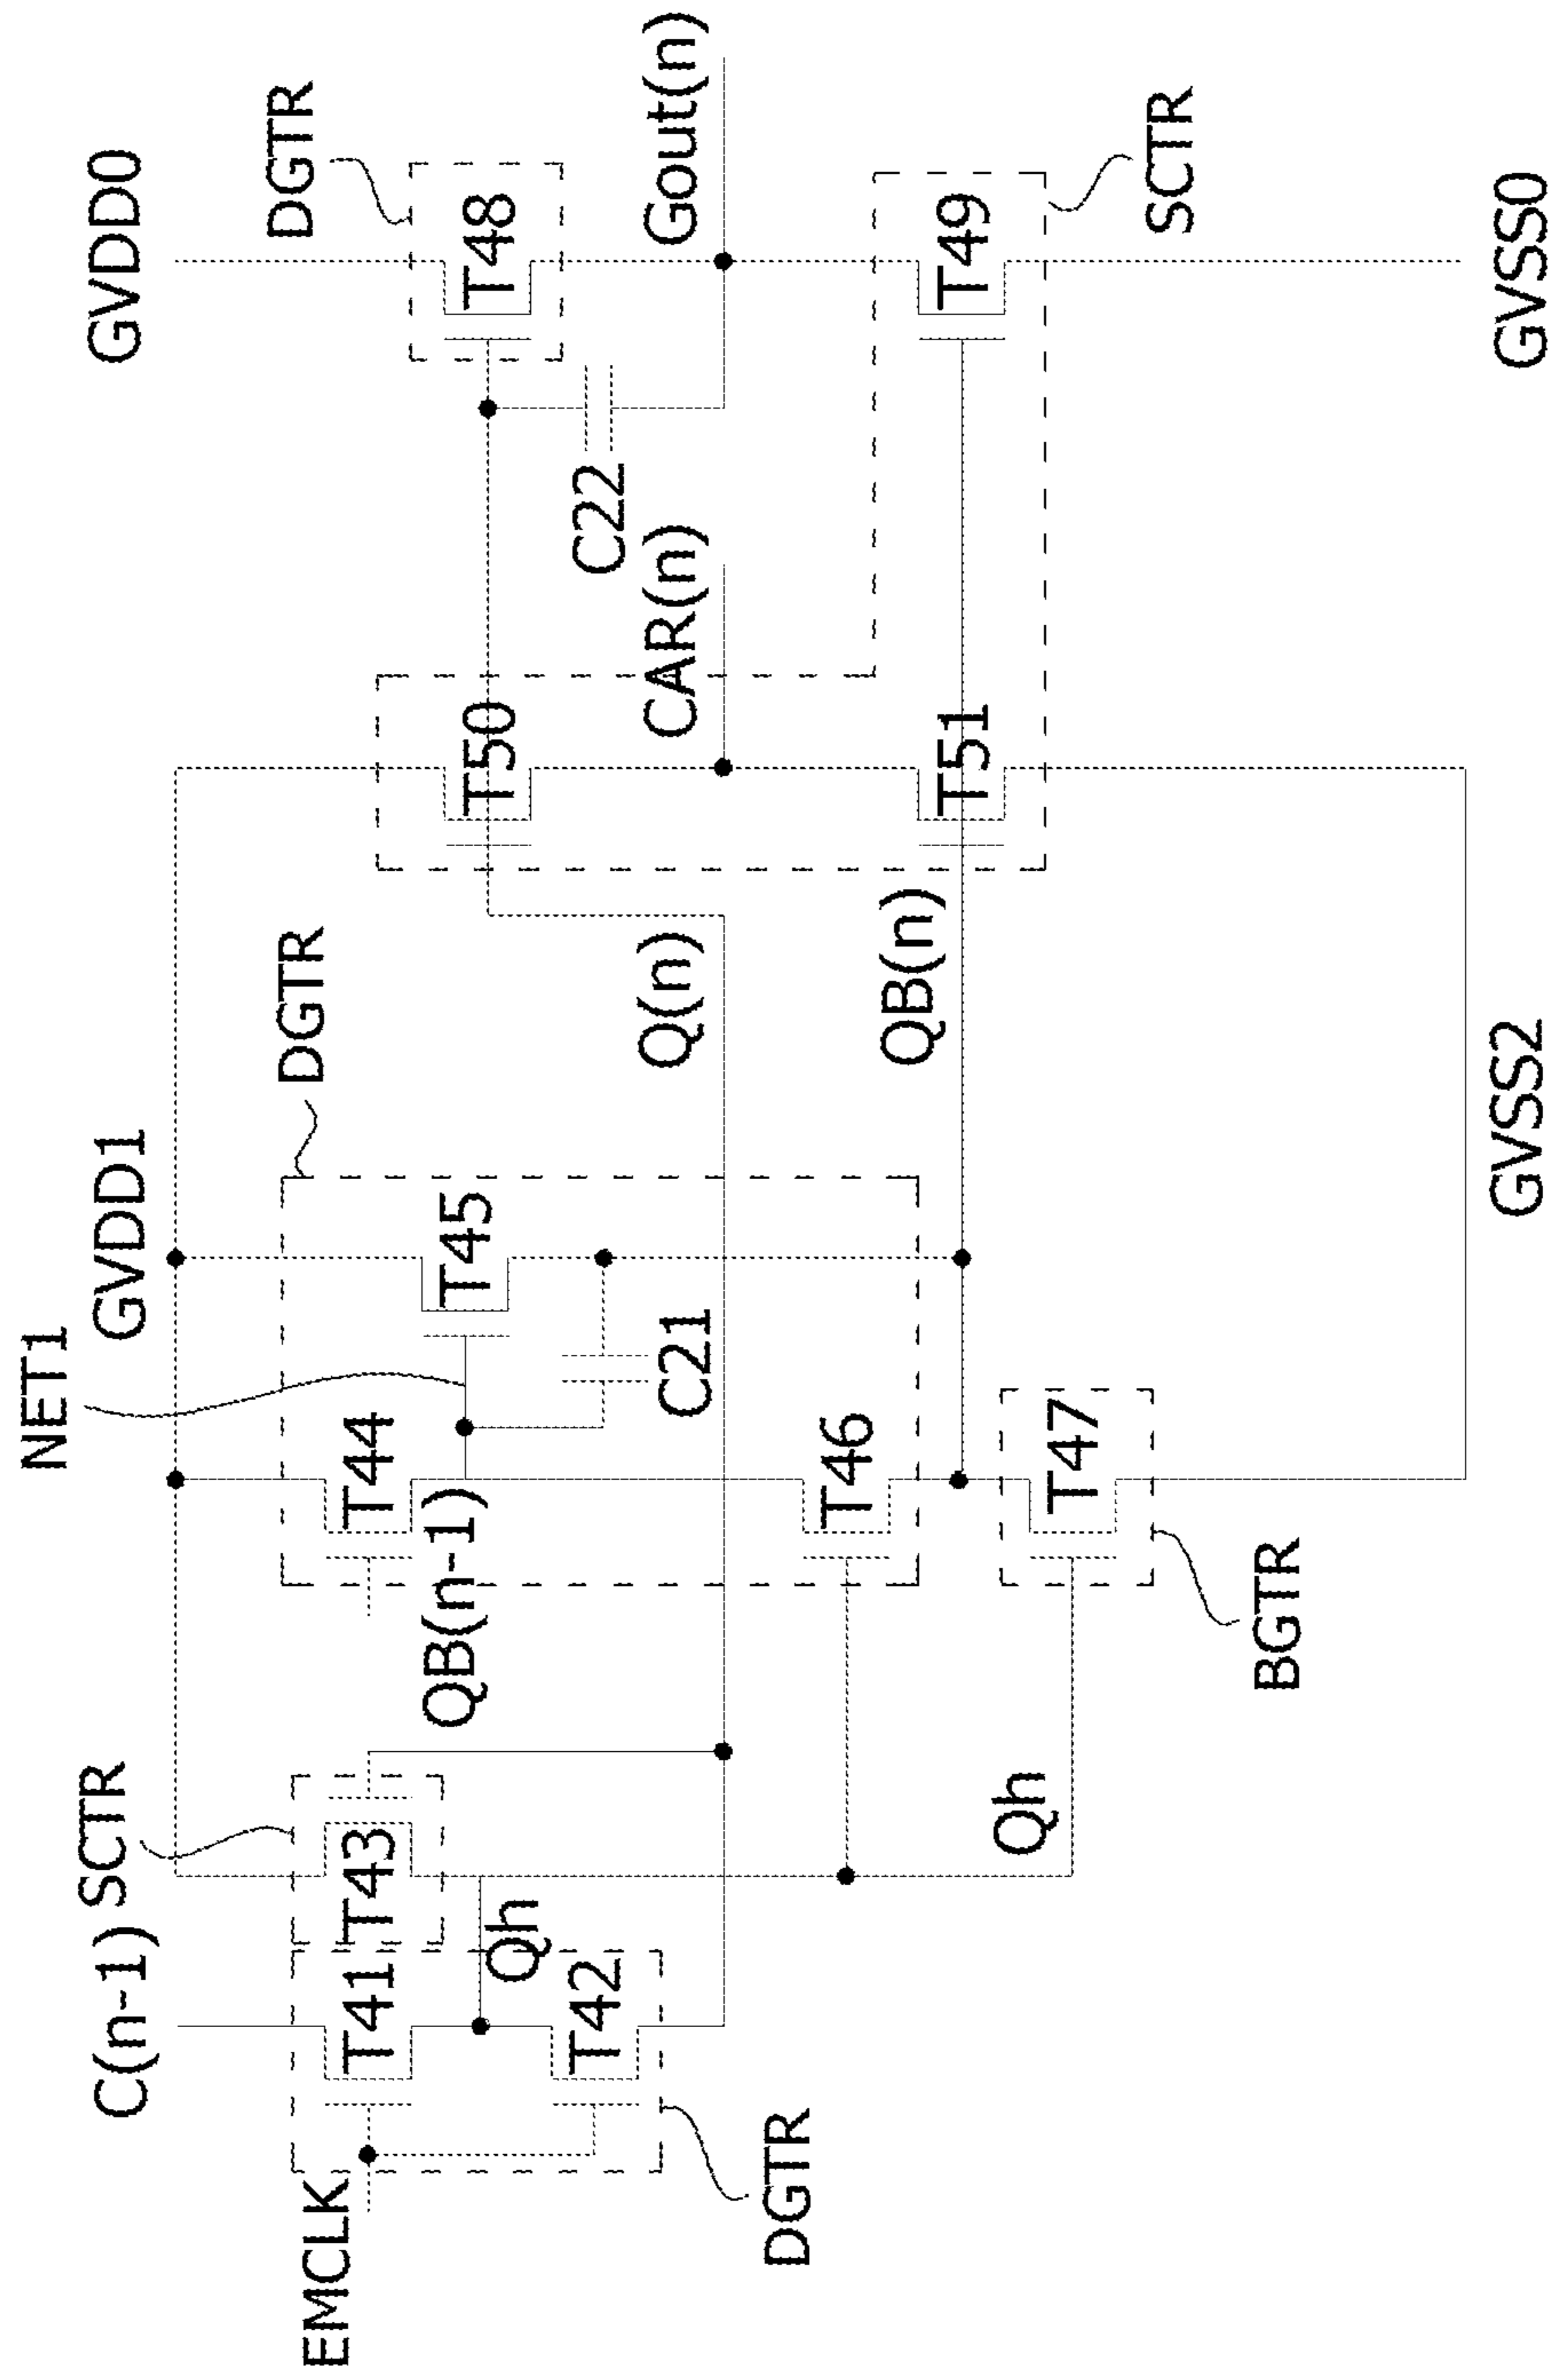 C(n-1)
SCTR
NET1
GVDD1
GVDD0
DGTR
DGTR
EMCLK
T41
T43
T44
T45
T50
T48
QB(n-1)
Qh
T42
C21
C22
Q(n)
CAR(n)
Gout(n)
DGTR
T46
QB(n)
T51
T49
Qh
T47
SCTR
BGTR
GVSS2
GVSS0